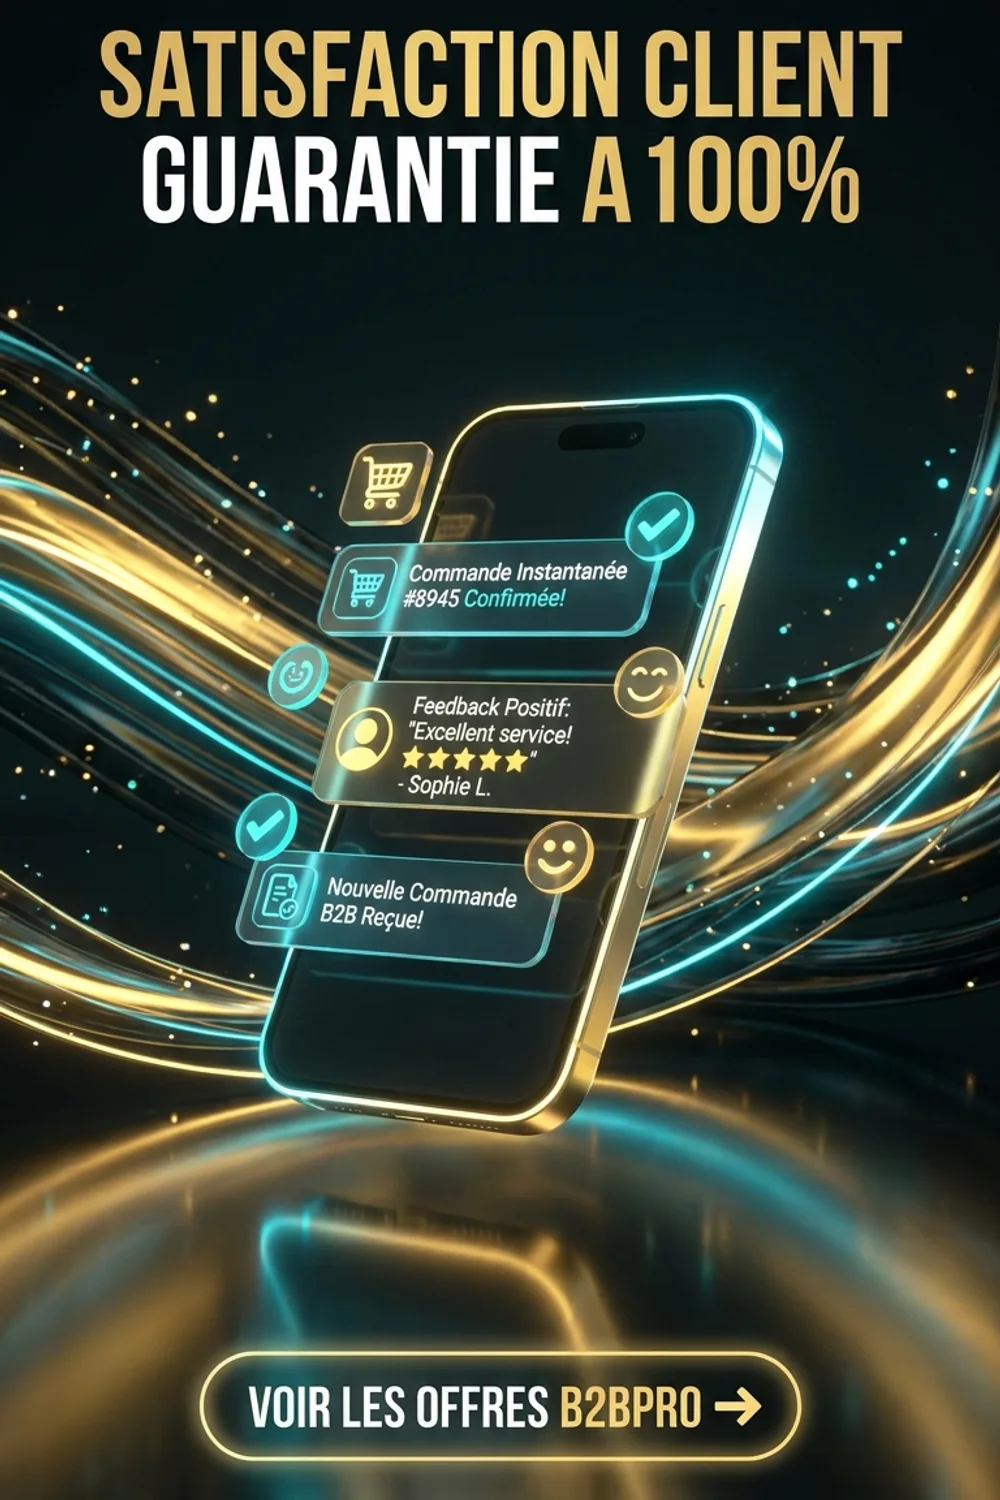 SATISFACTION CLIENT
GUARANTIE A 100%
Commande Instantanée
#8945 Confirmée!
Feedback Positif:
"Excellent service!
★★★★★"
- Sophie L.
Nouvelle Commande
B2B Reçue!
VOIR LES OFFRES B2BPRO →